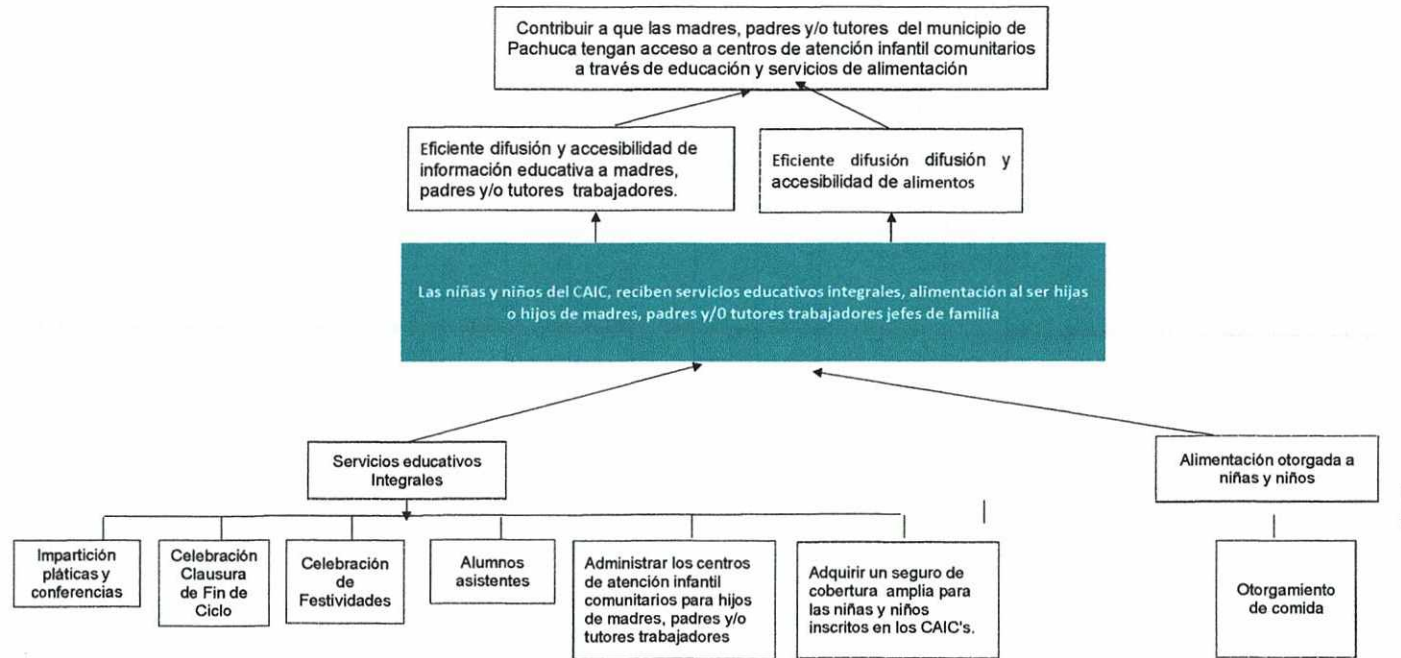 Contribuir a que las madres, padres y/o tutores del municipio de
Pachuca tengan acceso a centros de atención infantil comunitarios
a través de educación y servicios de alimentación
Eficiente difusión y accesibilidad de
información educativa a madres,
padres y/o tutores trabajadores.
Eficiente difusión difusión y
accesibilidad de alimentos
Las niñas y niños del CAIC, reciben servicios educativos integrales, alimentación al ser hijas
o hijos de madres, padres y/0 tutores trabajadores jefes de familia
Servicios educativos
Integrales
Alimentación otorgada a
niñas y niños
Impartición
pláticas y
conferencias
Celebración
Clausura
de Fin de
Ciclo
Celebración
de
Festividades
Alumnos
asistentes
Administrar los centros
de atención infantil
comunitarios para hijos
de madres, padres y/o
tutores trabajadores
Adquirir un seguro de
cobertura amplia para
las niñas y niños
inscritos en los CAIC's.
Otorgamiento
de comida